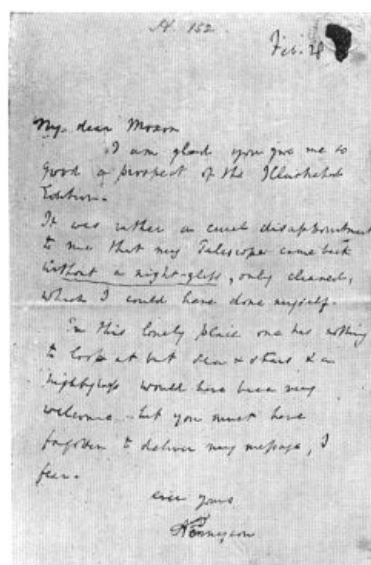 N. 152
Feb. 28
My dear Moxon
I am glad you give me so
good a prospect of the Illustrated
Edition.
It was rather a cruel disappointment
to me that my Telescope came back
without a night-glass, only cleaned,
which I could have done myself.
In this lonely place one has nothing
to look at but sea & stars & a
nightglass would have been very
welcome - but you must have
forgotten to deliver my message, I
fear.
ever yours
ATennyson